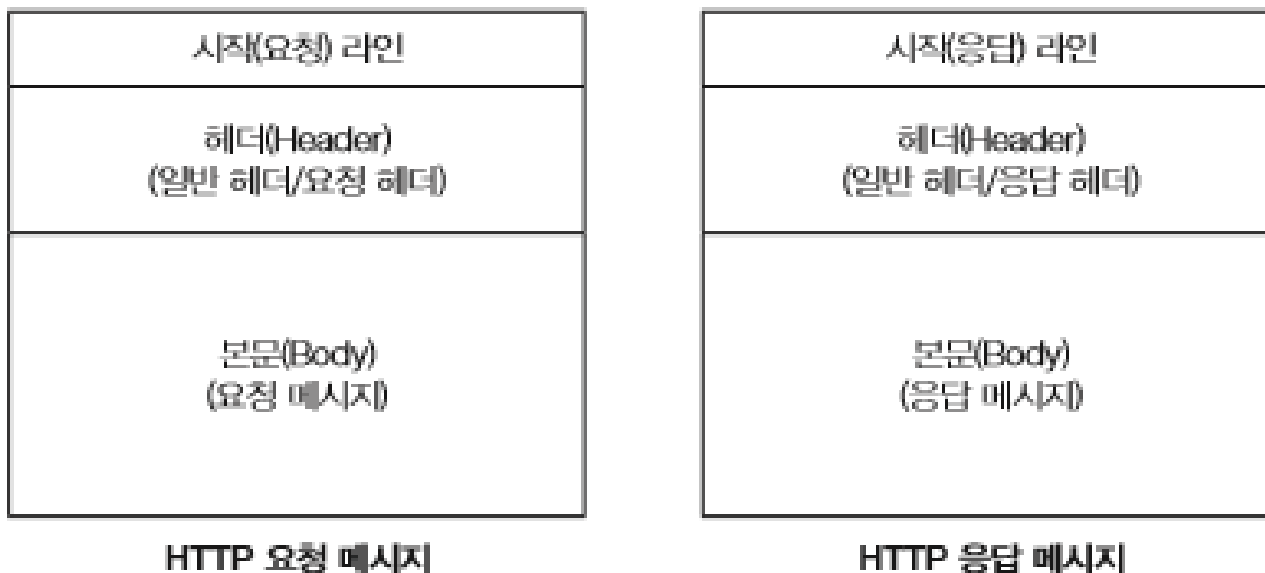 시작(요청) 라인
헤더(Header)
(일반 헤더/요청 헤더)
본문(Body)
(요청 메시지)
HTTP 요청 메시지
시작(응답) 라인
헤더(Header)
(일반 헤더/응답 헤더)
본문(Body)
(응답 메시지)
HTTP 응답 메시지